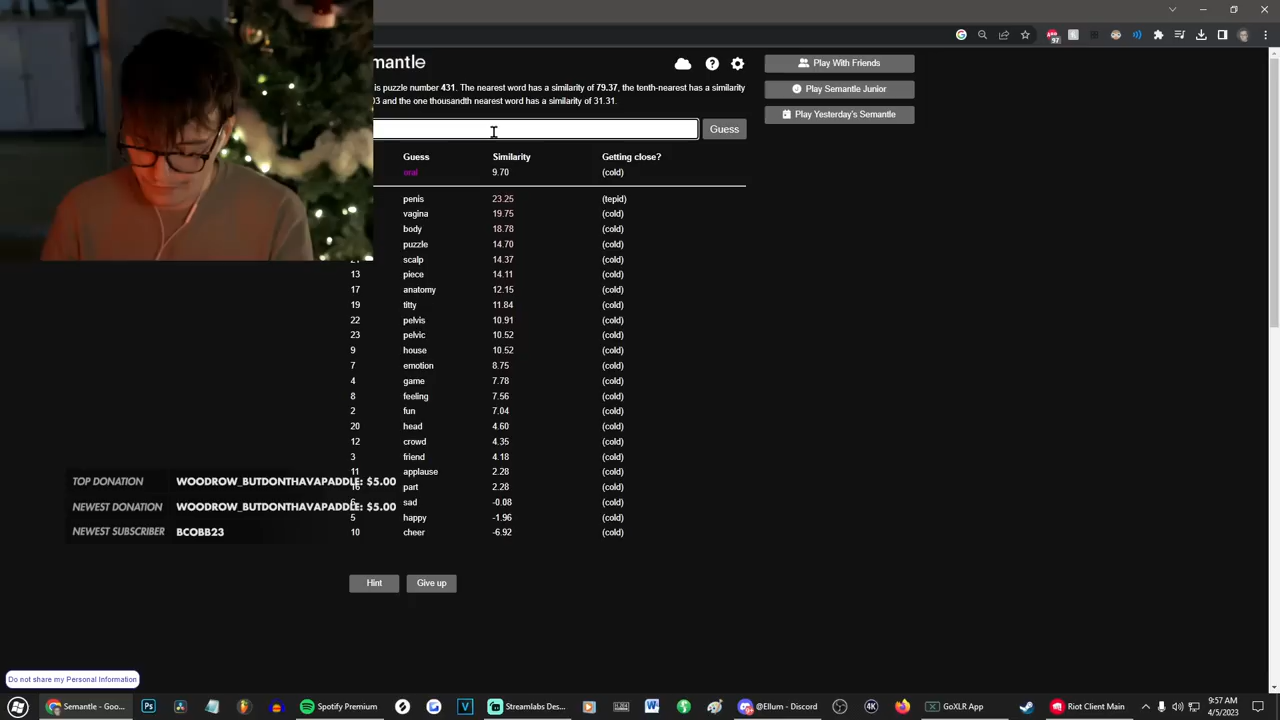 97
mantle
Play With Friends
is puzzle number 431. The nearest word has a similarity of 79.37, the tenth-nearest has a similarity
Play Semantle Junior
03 and the one thousandth nearest word has a similarity of 31.31.
Play Yesterday's Semantle
Guess
Guess Similarity Getting close?
oral 9.70 (cold)
penis 23.25 (tepid)
vagina 19.75 (cold)
body 18.78 (cold)
puzzle 14.70 (cold)
scalp 14.37 (cold)
13 piece 14.11 (cold)
17 anatomy 12.15 (cold)
19 titty 11.84 (cold)
22 pelvis 10.91 (cold)
23 pelvic 10.52 (cold)
9 house 10.52 (cold)
7 emotion 8.75 (cold)
4 game 7.78 (cold)
8 feeling 7.56 (cold)
2 fun 7.04 (cold)
20 head 4.60 (cold)
12 crowd 4.35 (cold)
3 friend 4.18 (cold)
11 applause 2.28 (cold)
16 part 2.28 (cold)
6 sad -0.08 (cold)
5 happy -1.96 (cold)
10 cheer -6.92 (cold)
TOP DONATION WOODROW_BUTDONTHAVAPADDLE: $5.00
NEWEST DONATION WOODROW_BUTDONTHAVAPADDLE: $5.00
NEWEST SUBSCRIBER BCOBB23
Hint Give up
Do not share my Personal Information
Semantle - Goo... Spotify Premium Streamlabs Des... @Ellum - Discord GoXLR App Riot Client Main
9:57 AM
4/5/2023